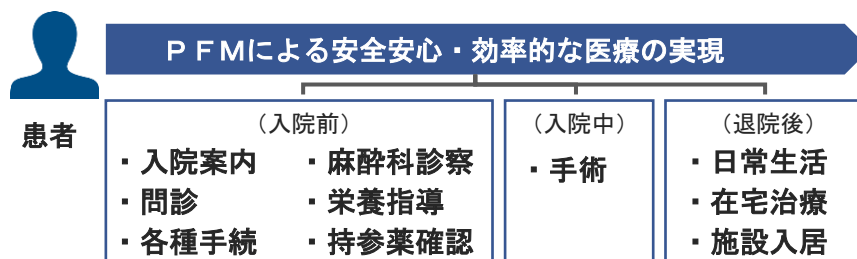 PFMによる安全安心・効率的な医療の実現
患者
（入院前）
・入院案内 ・麻酔科診察
・問診 ・栄養指導
・各種手続 ・持参薬確認
（入院中）
・手術
（退院後）
・日常生活
・在宅治療
・施設入居